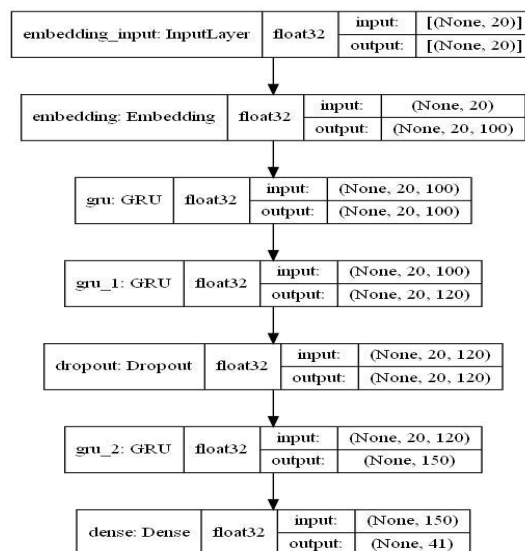 embedding_input: InputLayer float32 input: [(None, 20)]
output: [(None, 20)]
embedding: Embedding float32 input: (None, 20)
output: (None, 20, 100)
gru: GRU float32 input: (None, 20, 100)
output: (None, 20, 100)
gru_1: GRU float32 input: (None, 20, 100)
output: (None, 20, 120)
dropout: Dropout float32 input: (None, 20, 120)
output: (None, 20, 120)
gru_2: GRU float32 input: (None, 20, 120)
output: (None, 150)
dense: Dense float32 input: (None, 150)
output: (None, 41)